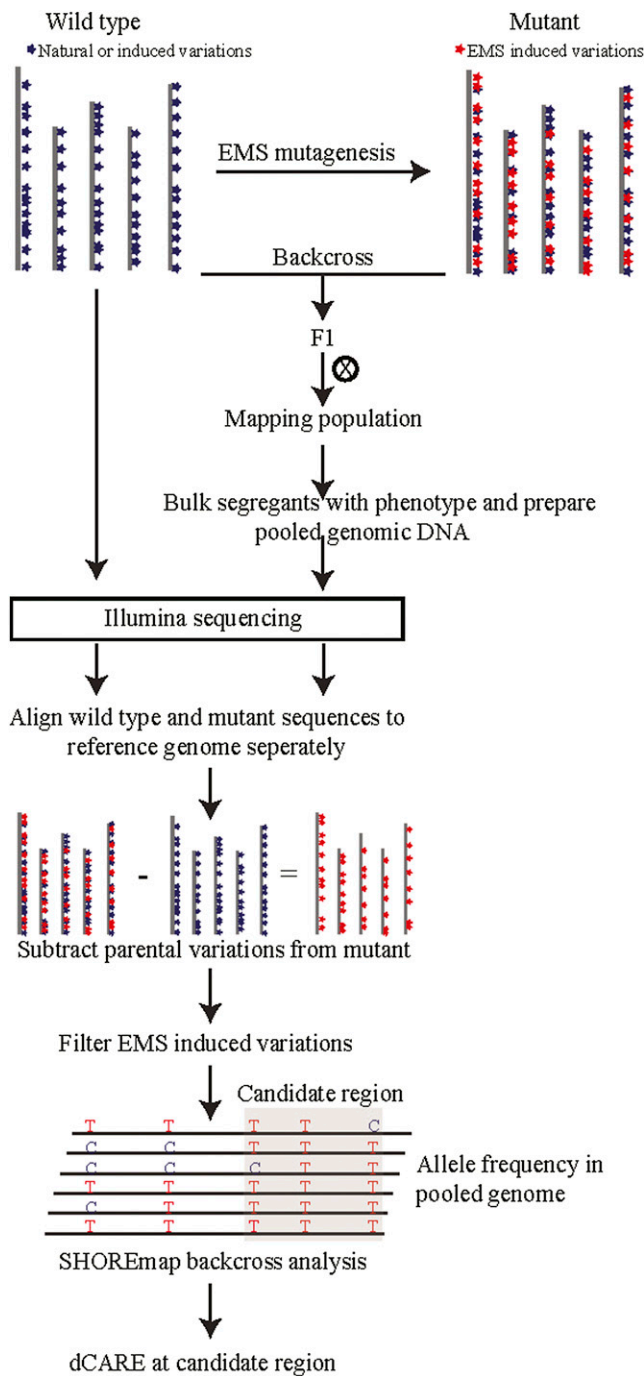 Wild type
Mutant
Natural or induced variations
EMS induced variations
EMS mutagenesis
Backcross
F1
X
Mapping population
Bulk segregants with phenotype and prepare
pooled genomic DNA
Illumina sequencing
Align wild type and mutant sequences to
reference genome seperately
- =
Subtract parental variations from mutant
Filter EMS induced variations
Candidate region
T T T T C
C C T T T
C C C T T
T T T T T
C T T T T
T T T T T
Allele frequency in
pooled genome
SHOREmap backcross analysis
dCARE at candidate region